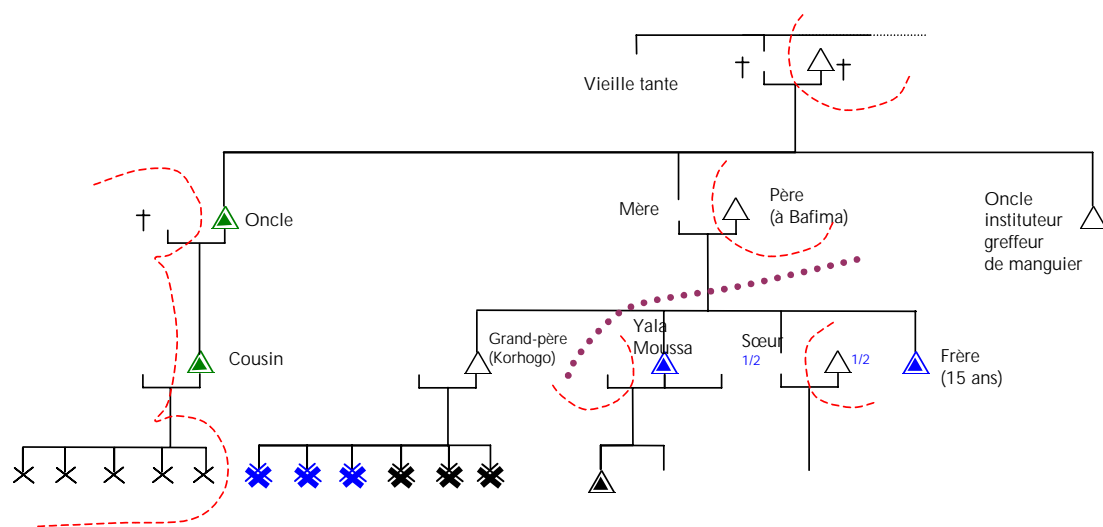 Vieille tante
Oncle
Mère
Père
(à Bafima)
Oncle
instituteur
greffeur
de manguier
Cousin
Grand-père
(Korhogo)
Yala
Moussa
Sœur
1/2
1/2
Frère
(15 ans)